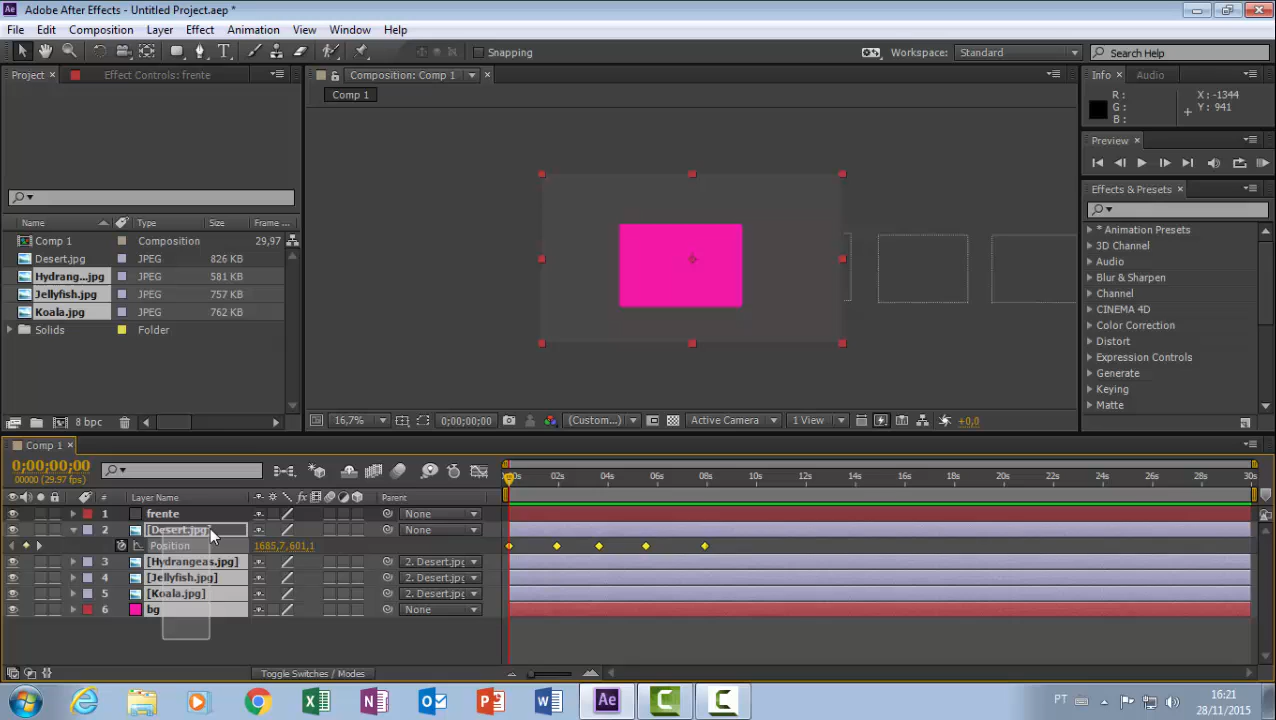 Adobe After Effects - Untitled Project.aep *
File Edit Composition Layer Effect Animation View Window Help
Snapping
Workspace: Standard
Search Help
Project Effect Controls: frente
Composition: Comp 1
Info Audio
Comp 1
R:
G:
B:
X: -1344
Y: 941
Preview
Effects & Presets
Name Type Size Frame ...
Comp 1 Composition 29,97
Desert.jpg JPEG 826 KB
Hydrang...jpg JPEG 581 KB
Jellyfish.jpg JPEG 757 KB
Koala.jpg JPEG 762 KB
Solids Folder
* Animation Presets
3D Channel
Audio
Blur & Sharpen
Channel
CINEMA 4D
Color Correction
Distort
Expression Controls
Generate
Keying
Matte
8 bpc
16,7% 0;00;00;00 (Custom...) Active Camera 1 View +0,0
Comp 1
0;00;00;00
00000 (29.97 fps)
02s 04s 06s 08s 10s 12s 14s 16s 18s 20s 22s 24s 26s 28s 30s
# Layer Name Parent
1 frente None
2 [Desert.jpg] None
Position 1685,7,601,1
3 [Hydrangeas.jpg] 2. Desert.jpg
4 [Jellyfish.jpg] 2. Desert.jpg
5 [Koala.jpg] 2. Desert.jpg
6 bg None
Toggle Switches / Modes
PT
16:21
28/11/2015